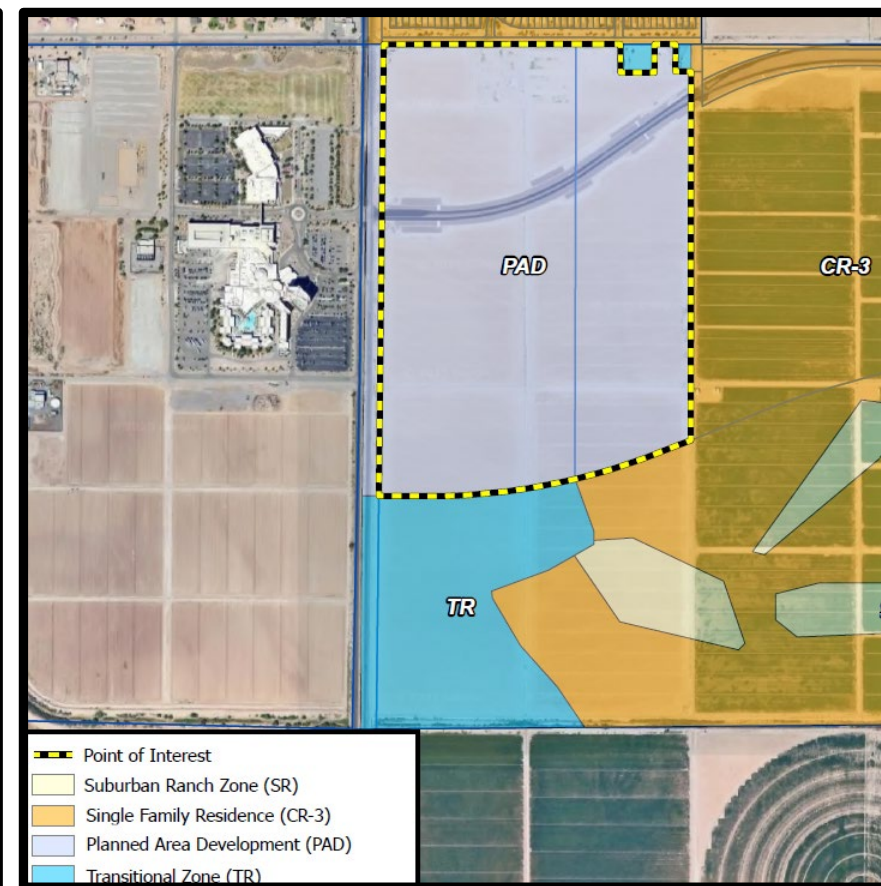 PAD
CR-3
TR
Point of Interest
Suburban Ranch Zone (SR)
Single Family Residence (CR-3)
Planned Area Development (PAD)
Transitional Zone (TR)